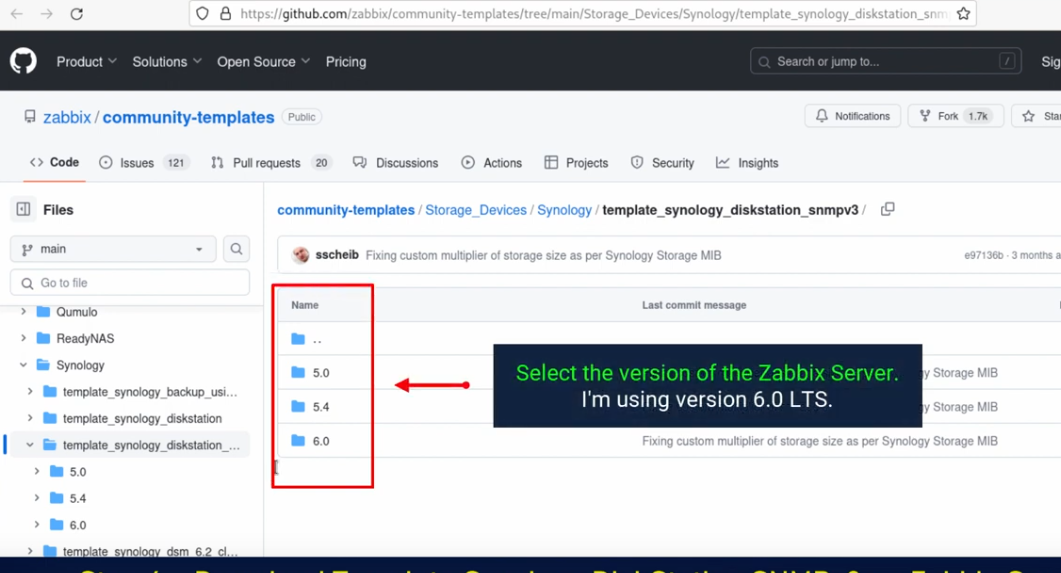 https://github.com/zabbix/community-templates/tree/main/Storage_Devices/Synology/template_synology_diskstation_snm
Product Solutions Open Source Pricing Search or jump to... / Sig
zabbix / community-templates Public Notifications Fork 1.7k Star
Code Issues 121 Pull requests 20 Discussions Actions Projects Security Insights
Files
main
Go to file
Qumulo
ReadyNAS
Synology
template_synology_backup_usi...
template_synology_diskstation
template_synology_diskstation_...
5.0
5.4
6.0
template_synology_dsm_6.2_cl...
community-templates / Storage_Devices / Synology / template_synology_diskstation_snmpv3 /
sscheib Fixing custom multiplier of storage size as per Synology Storage MIB e97136b · 3 months a
Name Last commit message
..
5.0 gy Storage MIB
5.4 gy Storage MIB
6.0 Fixing custom multiplier of storage size as per Synology Storage MIB
Select the version of the Zabbix Server.
I'm using version 6.0 LTS.